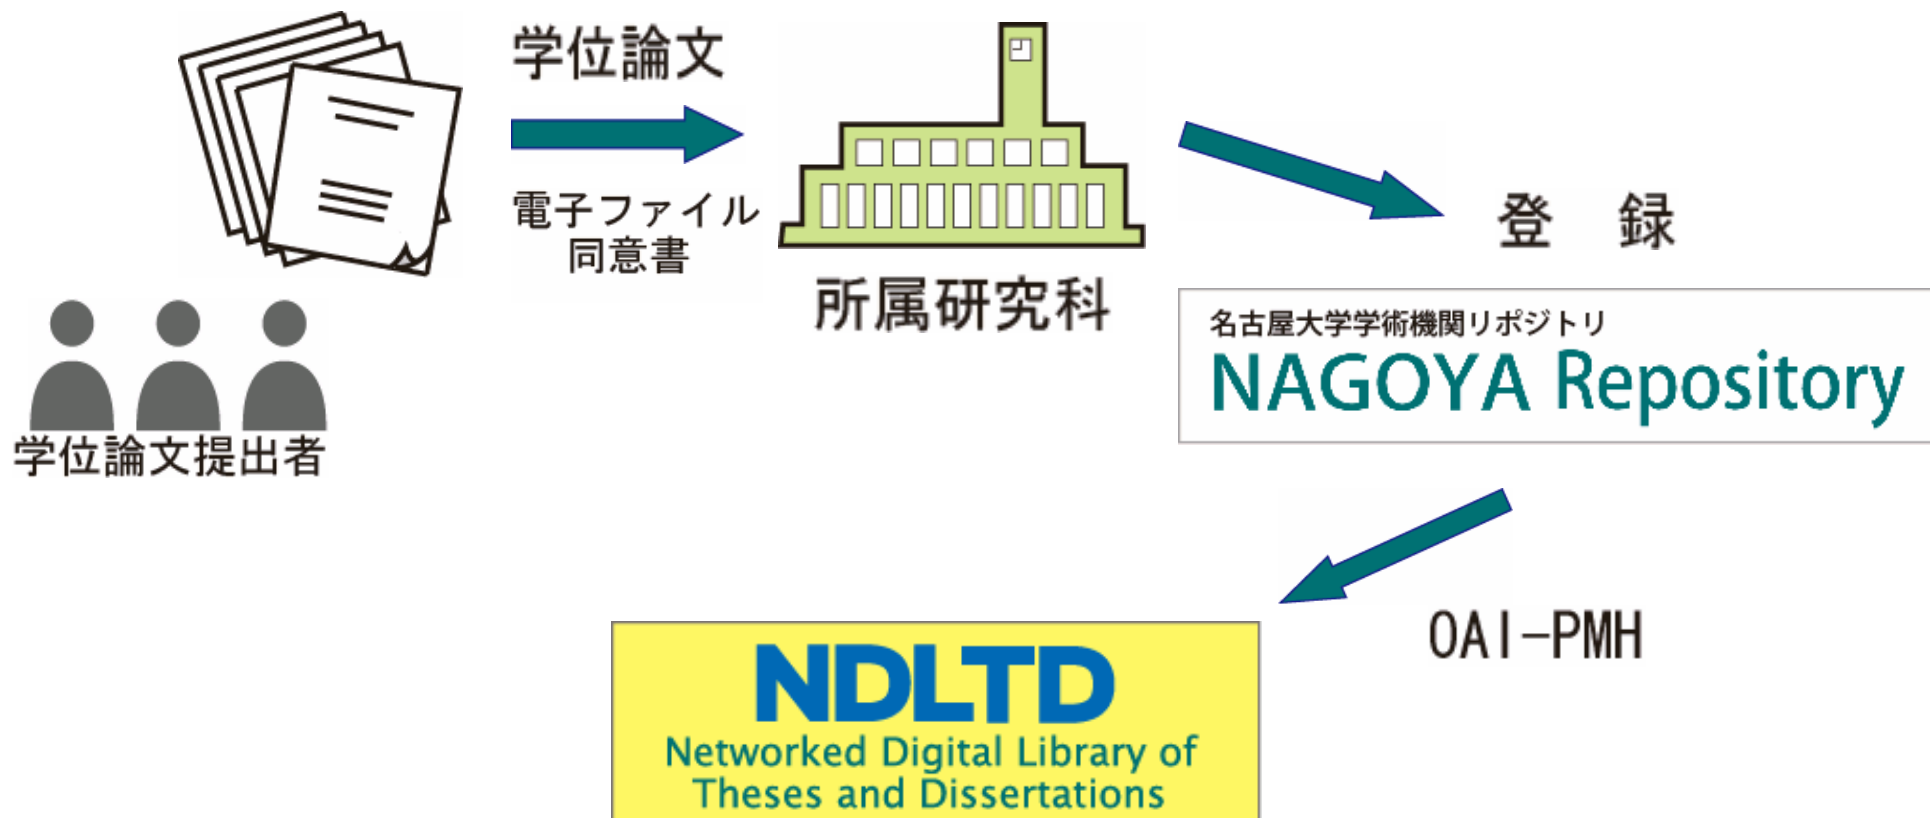 学位論文
電子ファイル
同意書
学位論文提出者
所属研究科
登 録
名古屋大学学術機関リポジトリ
NAGOYA Repository
OAI-PMH
NDLTD
Networked Digital Library of
Theses and Dissertations